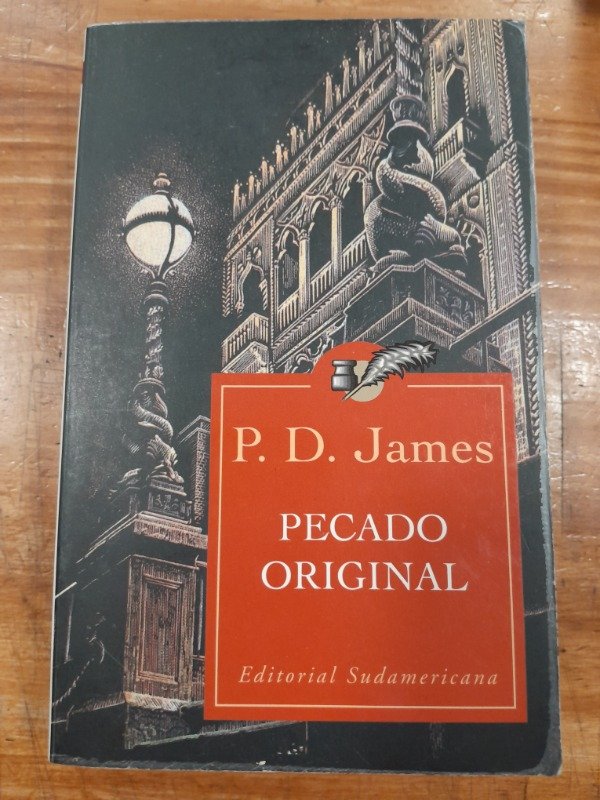 P. D. James
PECADO
ORIGINAL
Editorial Sudamericana